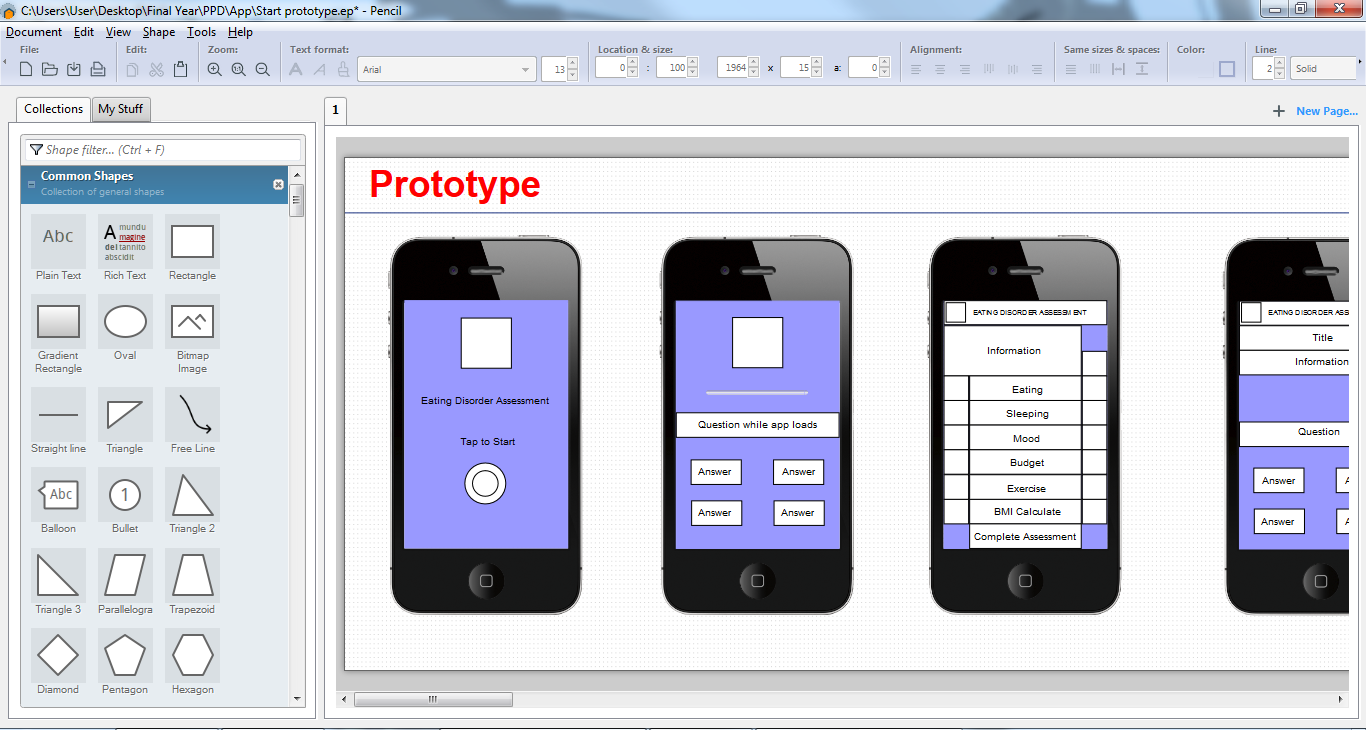 C:\Users\User\Desktop\Final Year\PPD\App\Start prototype.ep* - Pencil
Document Edit View Shape Tools Help
File: Edit: Zoom: Text format: Location & size: Alignment: Same sizes & spaces: Color: Line:
Arial 13 0 : 100 1964 x 15 a: 0 2 Solid
Collections My Stuff
1
+ New Page...
Shape filter... (Ctrl + F)
Common Shapes
Collection of general shapes
Abc
A mundu
magine
del tannito
abscidit
Plain Text Rich Text Rectangle
Gradient
Rectangle
Oval
Bitmap
Image
Straight line Triangle Free Line
Abc
1
Balloon Bullet Triangle 2
Triangle 3 Parallelogra Trapezoid
Diamond Pentagon Hexagon
Prototype
Eating Disorder Assessment
Tap to Start
Question while app loads
Answer Answer
Answer Answer
EATING DISORDER ASSESSMENT
Information
Eating
Sleeping
Mood
Budget
Exercise
BMI Calculate
Complete Assessment
EATING DISORDER ASS
Title
Information
Question
Answer A
Answer A